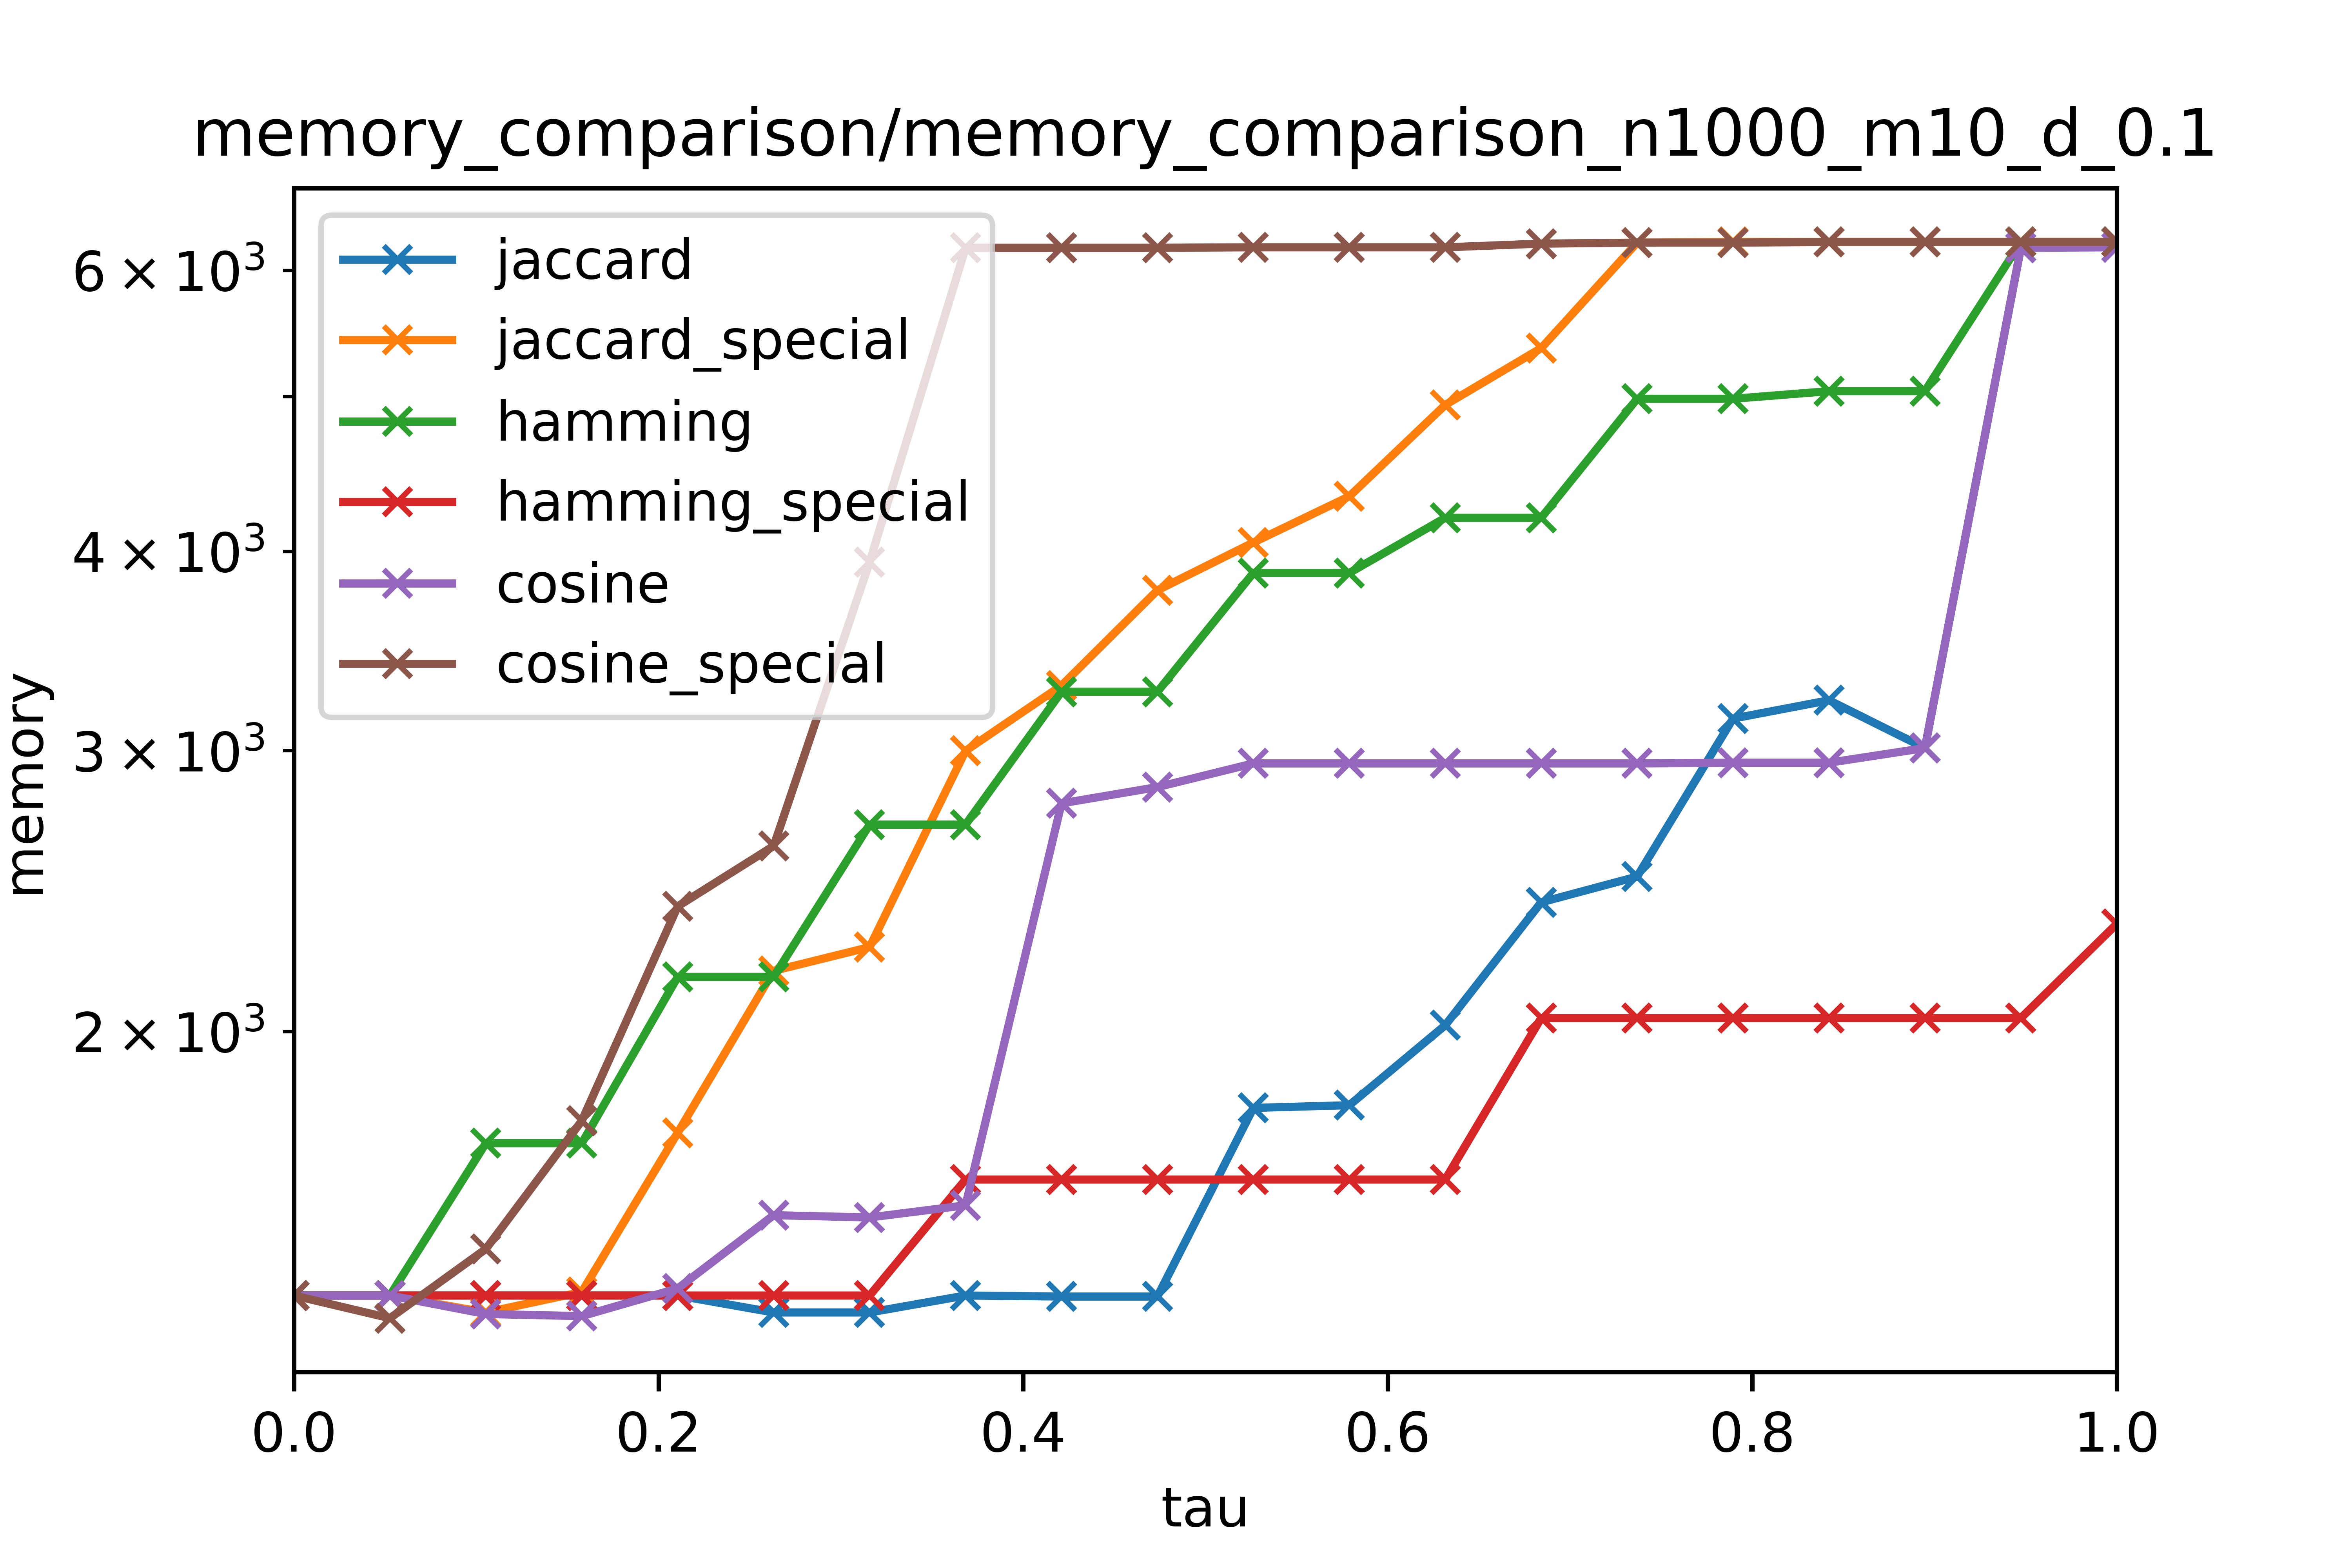 memory_comparison/memory_comparison_n1000_m10_d_0.1
jaccard
jaccard_special
hamming
hamming_special
cosine
cosine_special
6 × 10³
4 × 10³
3 × 10³
2 × 10³
memory
0.0 0.2 0.4 0.6 0.8 1.0
tau